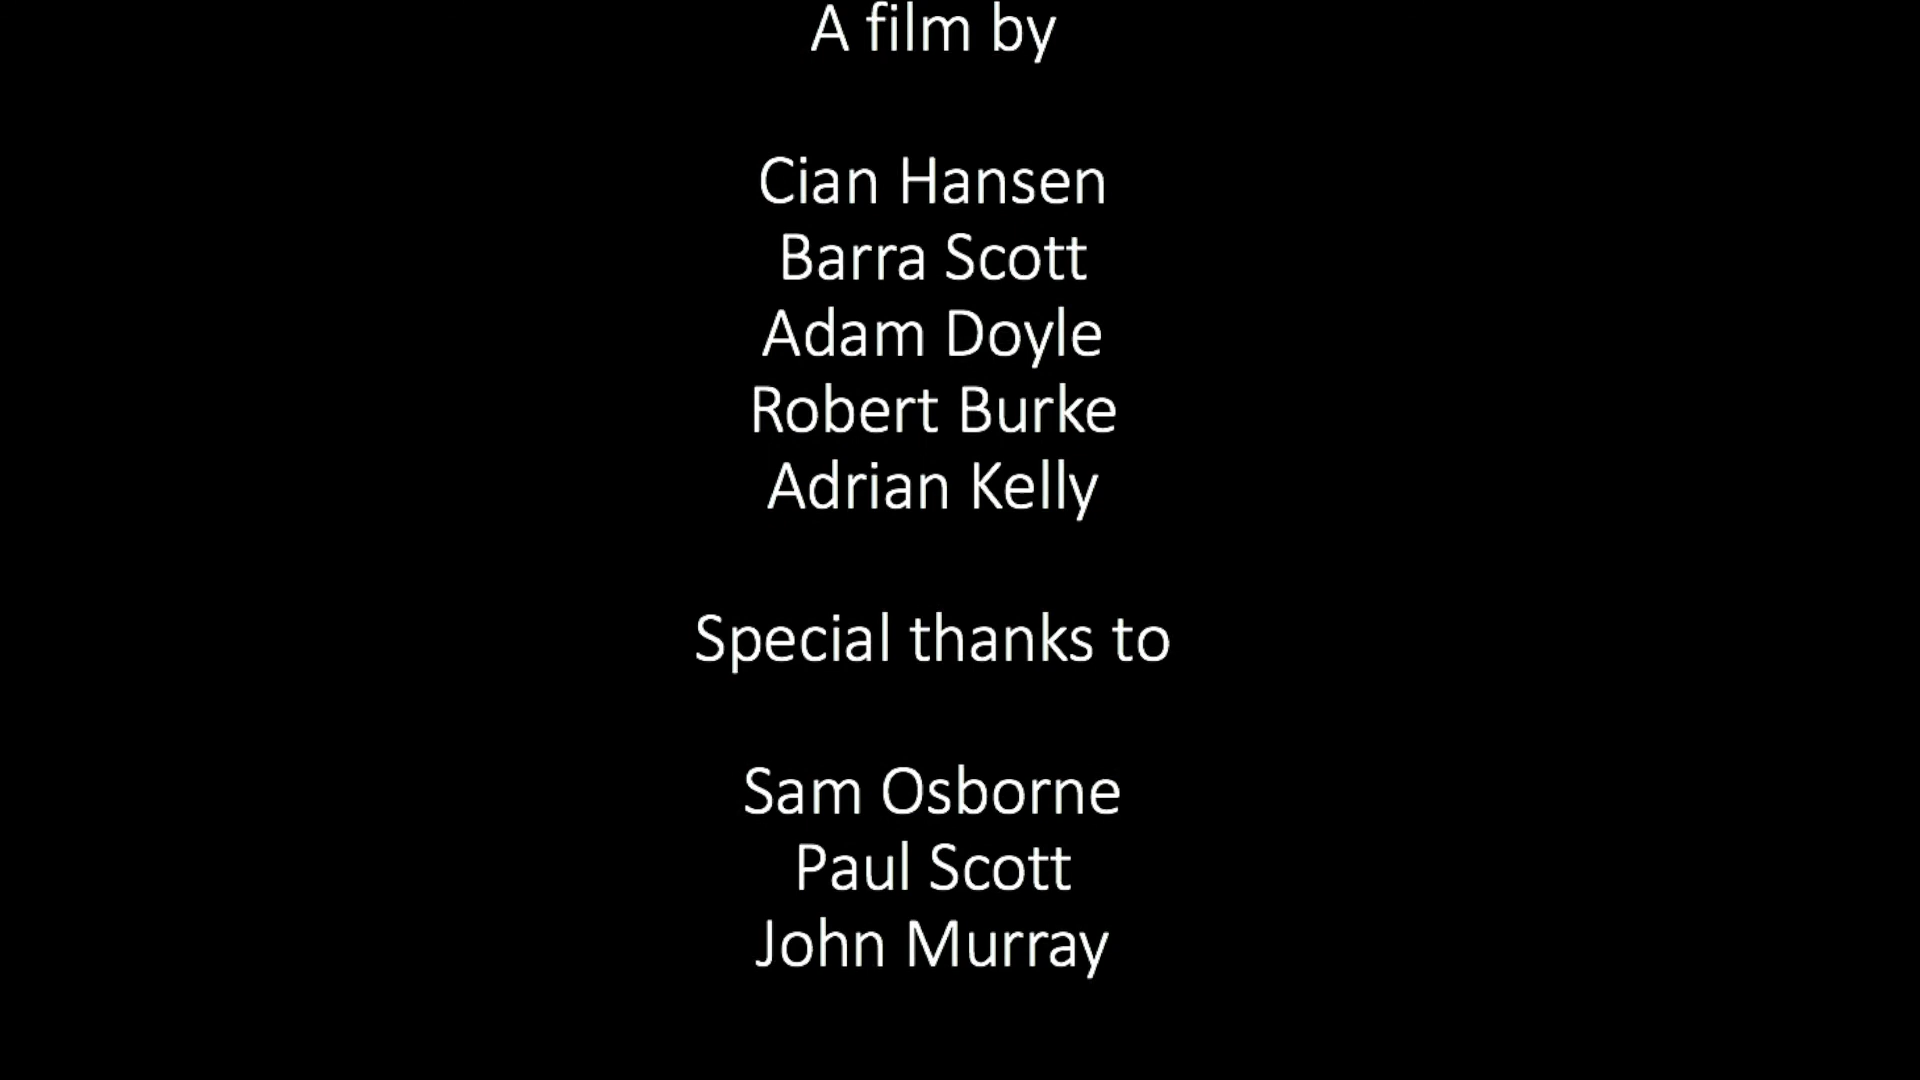 A film by
Cian Hansen
Barra Scott
Adam Doyle
Robert Burke
Adrian Kelly
Special thanks to
Sam Osborne
Paul Scott
John Murray